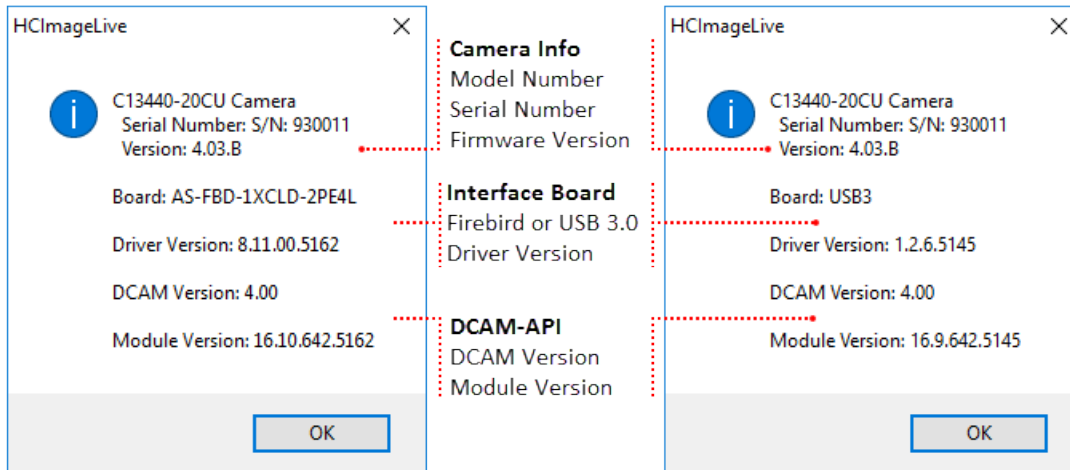 HCImageLive
C13440-20CU Camera
Serial Number: S/N: 930011
Version: 4.03.B
Board: AS-FBD-1XCLD-2PE4L
Driver Version: 8.11.00.5162
DCAM Version: 4.00
Module Version: 16.10.642.5162
OK
Camera Info
Model Number
Serial Number
Firmware Version
Interface Board
Firebird or USB 3.0
Driver Version
DCAM-API
DCAM Version
Module Version
HCImageLive
C13440-20CU Camera
Serial Number: S/N: 930011
Version: 4.03.B
Board: USB3
Driver Version: 1.2.6.5145
DCAM Version: 4.00
Module Version: 16.9.642.5145
OK